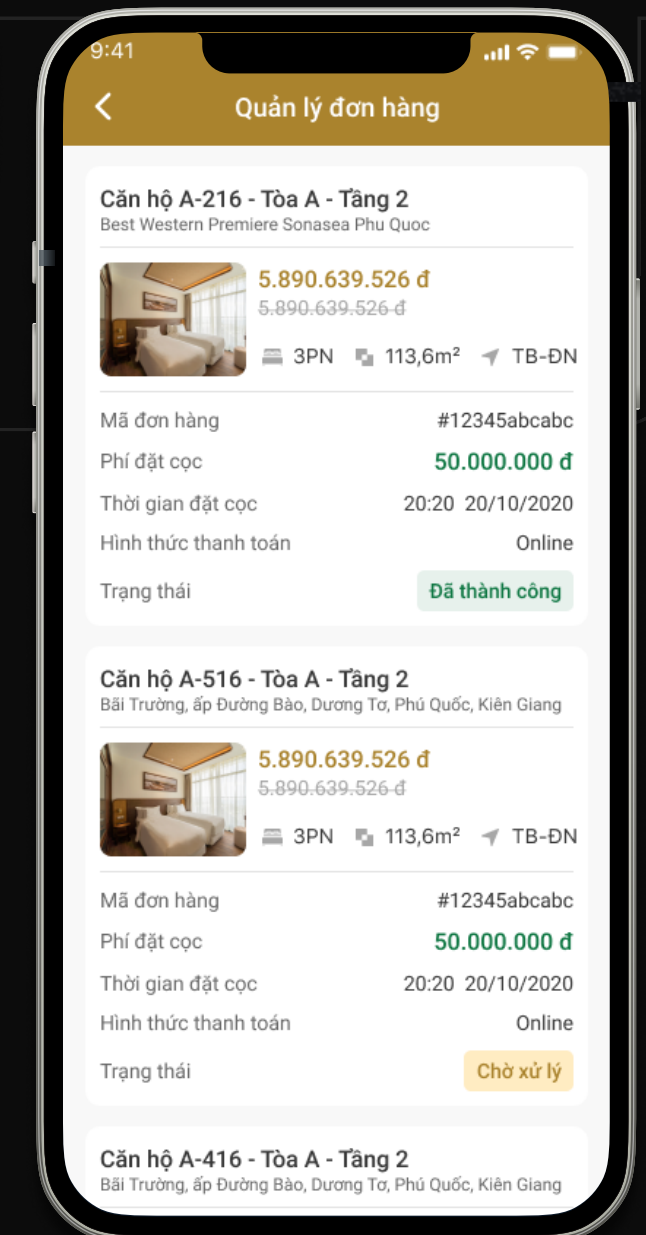 9:41
Quản lý đơn hàng
Căn hộ A-216 - Tòa A - Tầng 2
Best Western Premiere Sonasea Phu Quoc
5.890.639.526 đ
5.890.639.526 đ
3PN 113,6m² TB-ĐN
Mã đơn hàng #12345abcabc
Phí đặt cọc 50.000.000 đ
Thời gian đặt cọc 20:20 20/10/2020
Hình thức thanh toán Online
Trạng thái Đã thành công
Căn hộ A-516 - Tòa A - Tầng 2
Bãi Trường, ấp Đường Bào, Dương Tơ, Phú Quốc, Kiên Giang
5.890.639.526 đ
5.890.639.526 đ
3PN 113,6m² TB-ĐN
Mã đơn hàng #12345abcabc
Phí đặt cọc 50.000.000 đ
Thời gian đặt cọc 20:20 20/10/2020
Hình thức thanh toán Online
Trạng thái Chờ xử lý
Căn hộ A-416 - Tòa A - Tầng 2
Bãi Trường, ấp Đường Bào, Dương Tơ, Phú Quốc, Kiên Giang